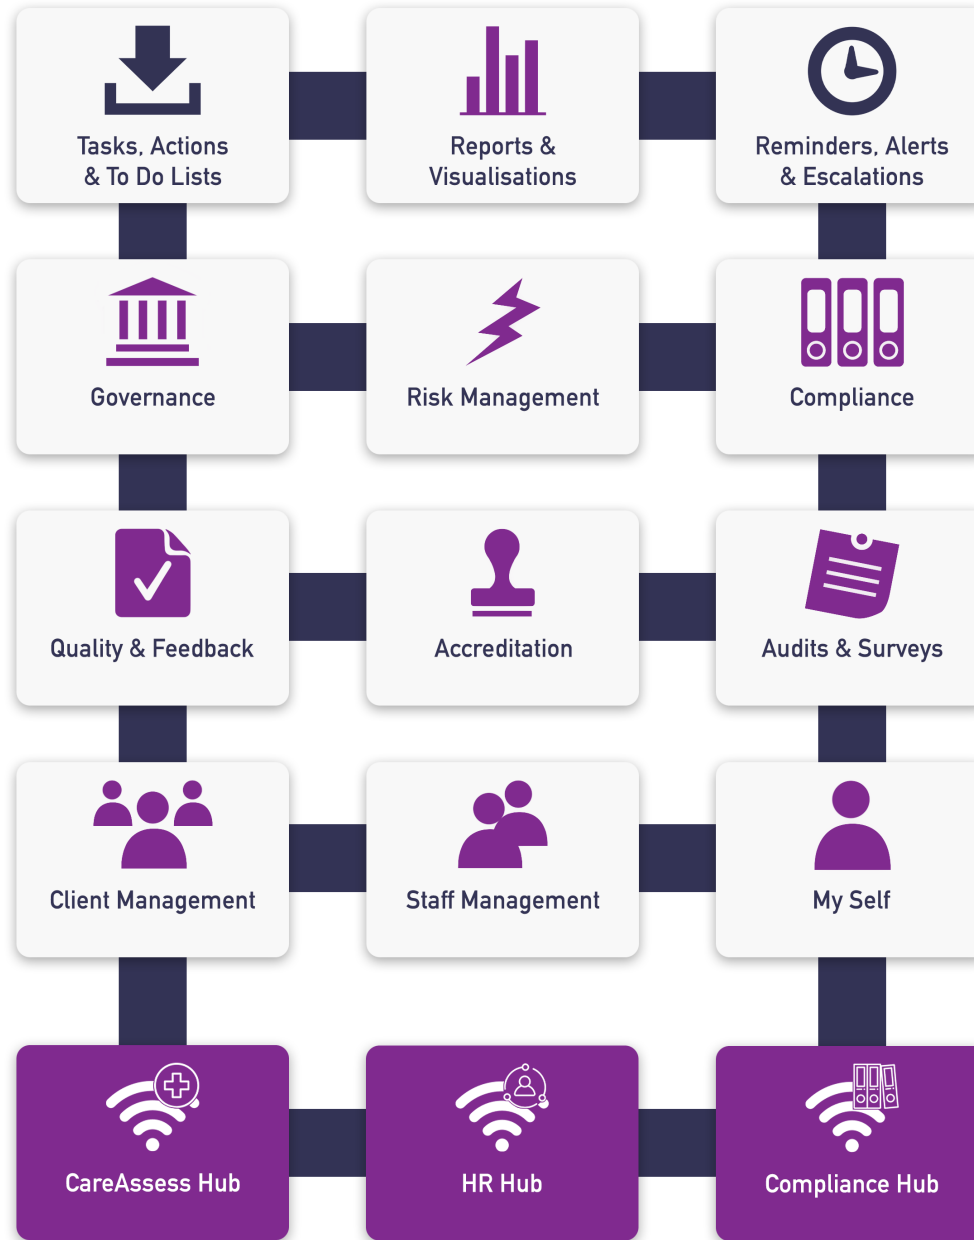 Tasks, Actions
& To Do Lists
Reports &
Visualisations
Reminders, Alerts
& Escalations
Governance
Risk Management
Compliance
Quality & Feedback
Accreditation
Audits & Surveys
Client Management
Staff Management
My Self
CareAssess Hub
HR Hub
Compliance Hub